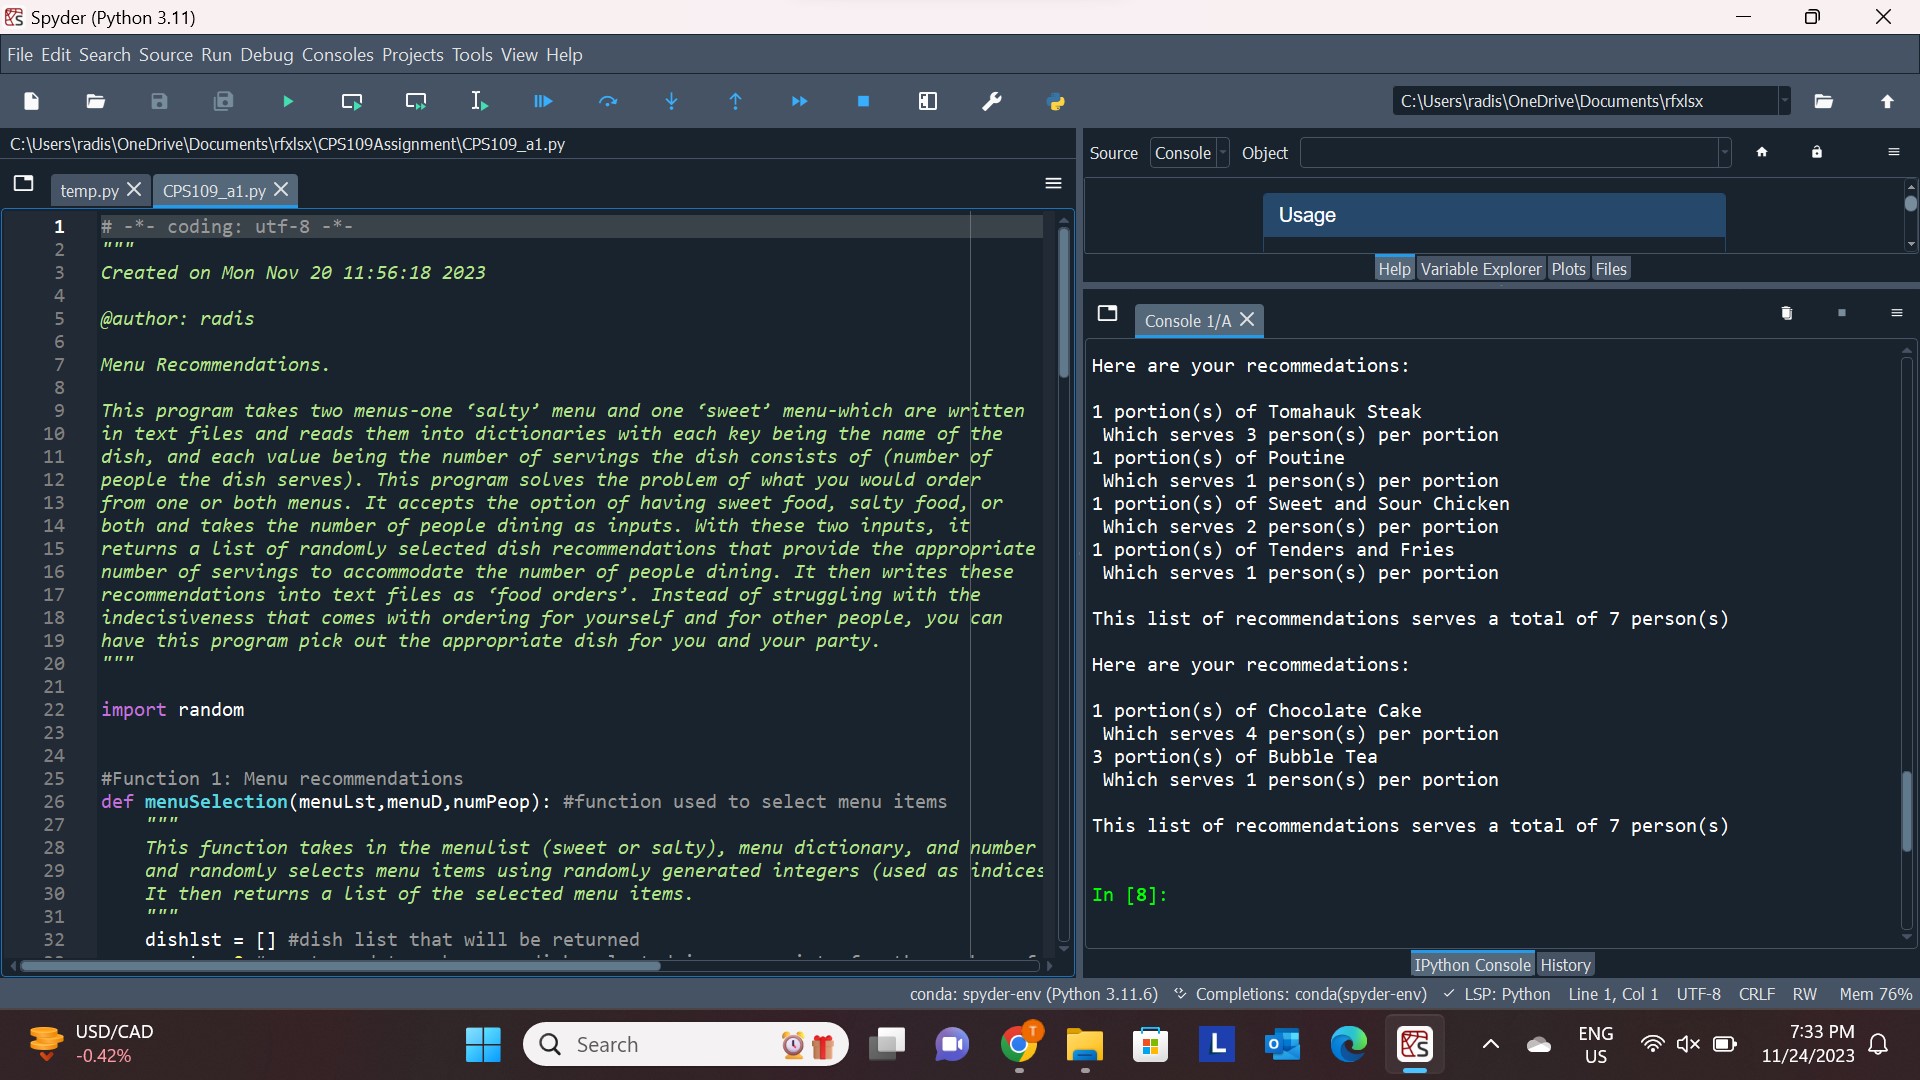 Spyder (Python 3.11)
File Edit Search Source Run Debug Consoles Projects Tools View Help
C:\Users\radis\OneDrive\Documents\rfxlsx
C:\Users\radis\OneDrive\Documents\rfxlsx\CPS109Assignment\CPS109_a1.py
temp.py CPS109_a1.py
1 # -*- coding: utf-8 -*-
2 """
3 Created on Mon Nov 20 11:56:18 2023
4
5 @author: radis
6
7 Menu Recommendations.
8
9 This program takes two menus-one ‘salty’ menu and one ‘sweet’ menu-which are written
10 in text files and reads them into dictionaries with each key being the name of the
11 dish, and each value being the number of servings the dish consists of (number of
12 people the dish serves). This program solves the problem of what you would order
13 from one or both menus. It accepts the option of having sweet food, salty food, or
14 both and takes the number of people dining as inputs. With these two inputs, it
15 returns a list of randomly selected dish recommendations that provide the appropriate
16 number of servings to accommodate the number of people dining. It then writes these
17 recommendations into text files as ‘food orders’. Instead of struggling with the
18 indecisiveness that comes with ordering for yourself and for other people, you can
19 have this program pick out the appropriate dish for you and your party.
20 """
21
22 import random
23
24
25 #Function 1: Menu recommendations
26 def menuSelection(menuLst,menuD,numPeop): #function used to select menu items
27 """
28 This function takes in the menulist (sweet or salty), menu dictionary, and number
29 and randomly selects menu items using randomly generated integers (used as indices
30 It then returns a list of the selected menu items.
31 """
32 dishlst = [] #dish list that will be returned
Source Console Object
Usage
Help Variable Explorer Plots Files
Console 1/A
Here are your recommedations:
1 portion(s) of Tomahauk Steak
Which serves 3 person(s) per portion
1 portion(s) of Poutine
Which serves 1 person(s) per portion
1 portion(s) of Sweet and Sour Chicken
Which serves 2 person(s) per portion
1 portion(s) of Tenders and Fries
Which serves 1 person(s) per portion
This list of recommendations serves a total of 7 person(s)
Here are your recommedations:
1 portion(s) of Chocolate Cake
Which serves 4 person(s) per portion
3 portion(s) of Bubble Tea
Which serves 1 person(s) per portion
This list of recommendations serves a total of 7 person(s)
In [8]:
IPython Console History
conda: spyder-env (Python 3.11.6) Completions: conda(spyder-env) LSP: Python Line 1, Col 1 UTF-8 CRLF RW Mem 76%
USD/CAD
-0.42%
Search
T
L
ENG
US
7:33 PM
11/24/2023